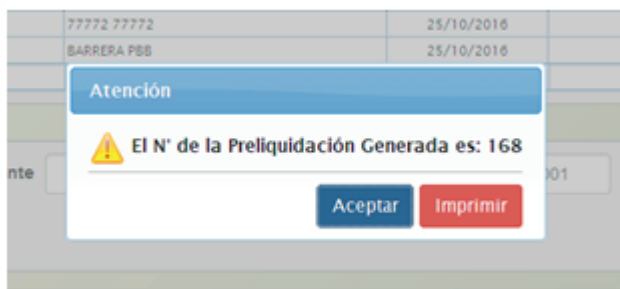 77772 77772 25/10/2016
BARRERA PBB 25/10/2016
Atención
El N° de la Preliquidación Generada es: 168
nte 001
Aceptar Imprimir